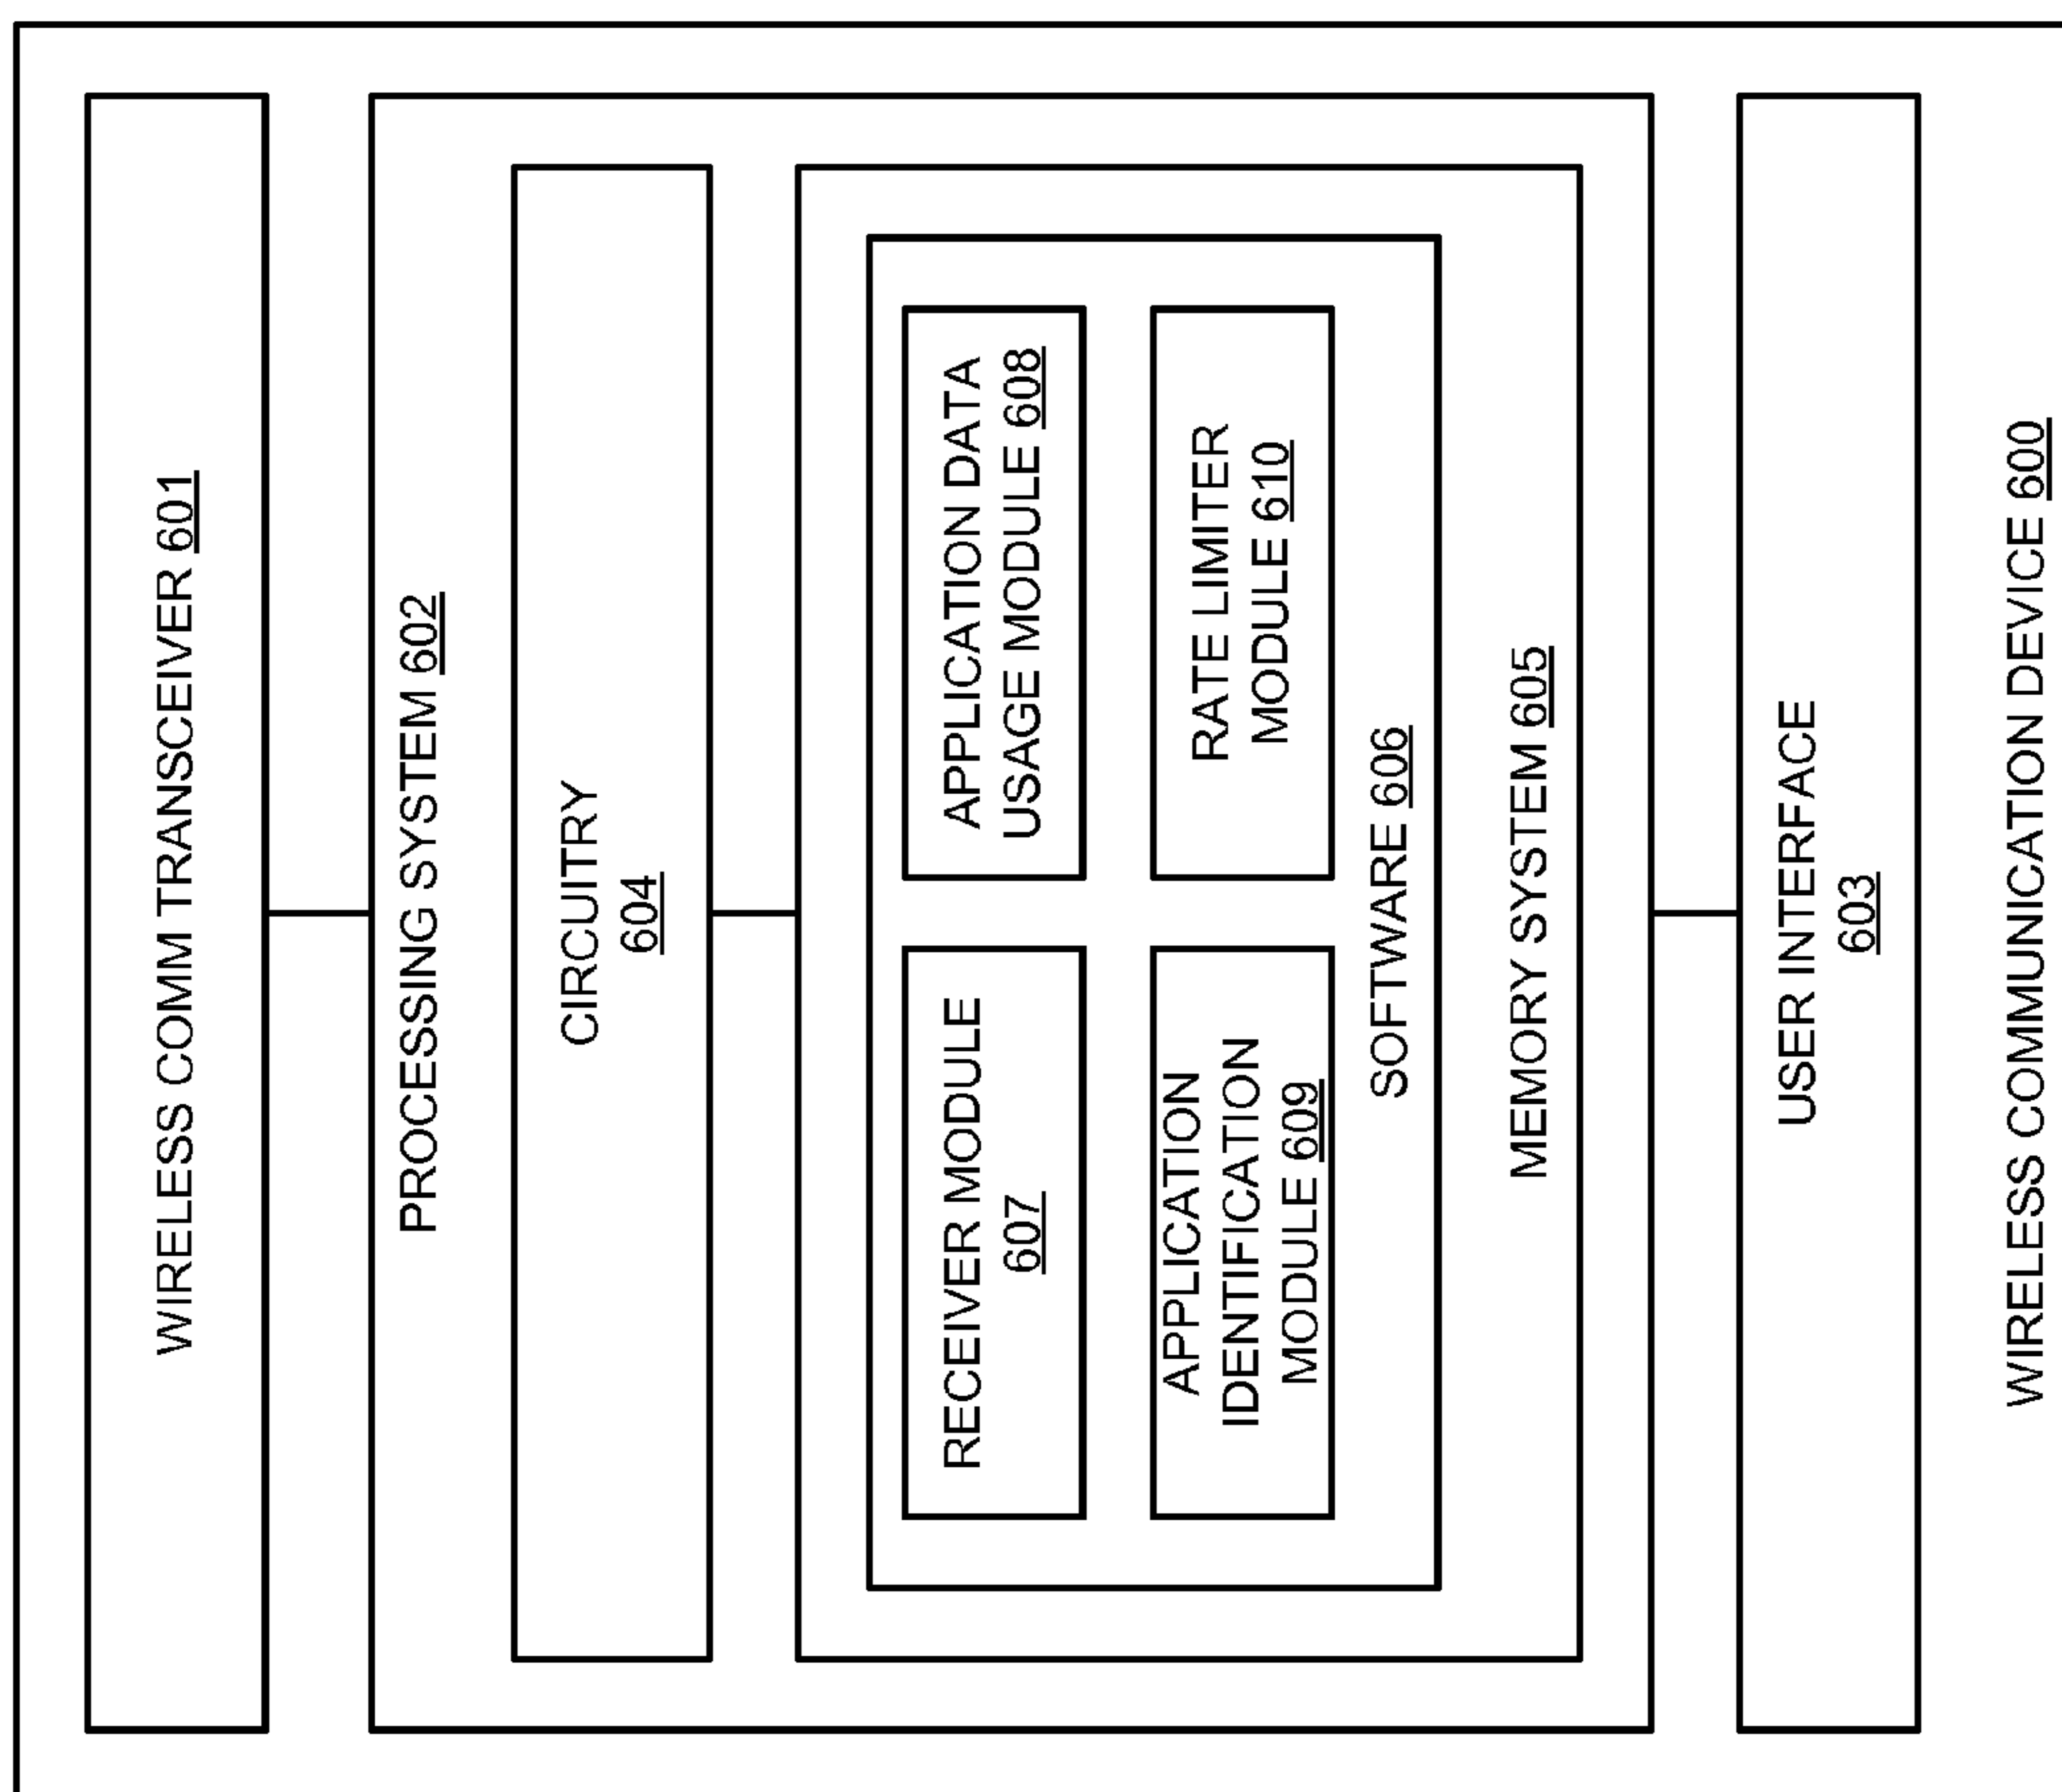 WIRELESS COMM TRANSCEIVER 601
PROCESSING SYSTEM 602
CIRCUITRY
604
RECEIVER MODULE
607
APPLICATION DATA
USAGE MODULE 608
APPLICATION
IDENTIFICATION
MODULE 609
RATE LIMITER
MODULE 610
SOFTWARE 606
MEMORY SYSTEM 605
USER INTERFACE
603
WIRELESS COMMUNICATION DEVICE 600